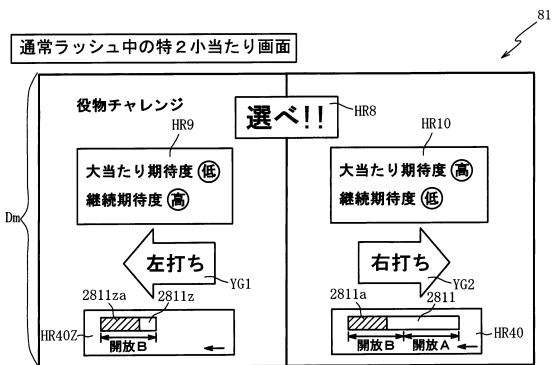 81
通常ラッシュ中の特２小当たり画面
役物チャレンジ
選べ!!
HR8
HR9
HR10
大当たり期待度 低
継続期待度 高
大当たり期待度 高
継続期待度 低
Dm
左打ち
右打ち
YG1
YG2
2811za
2811z
2811a
2811
HR40Z
HR40
開放B
開放B
開放A